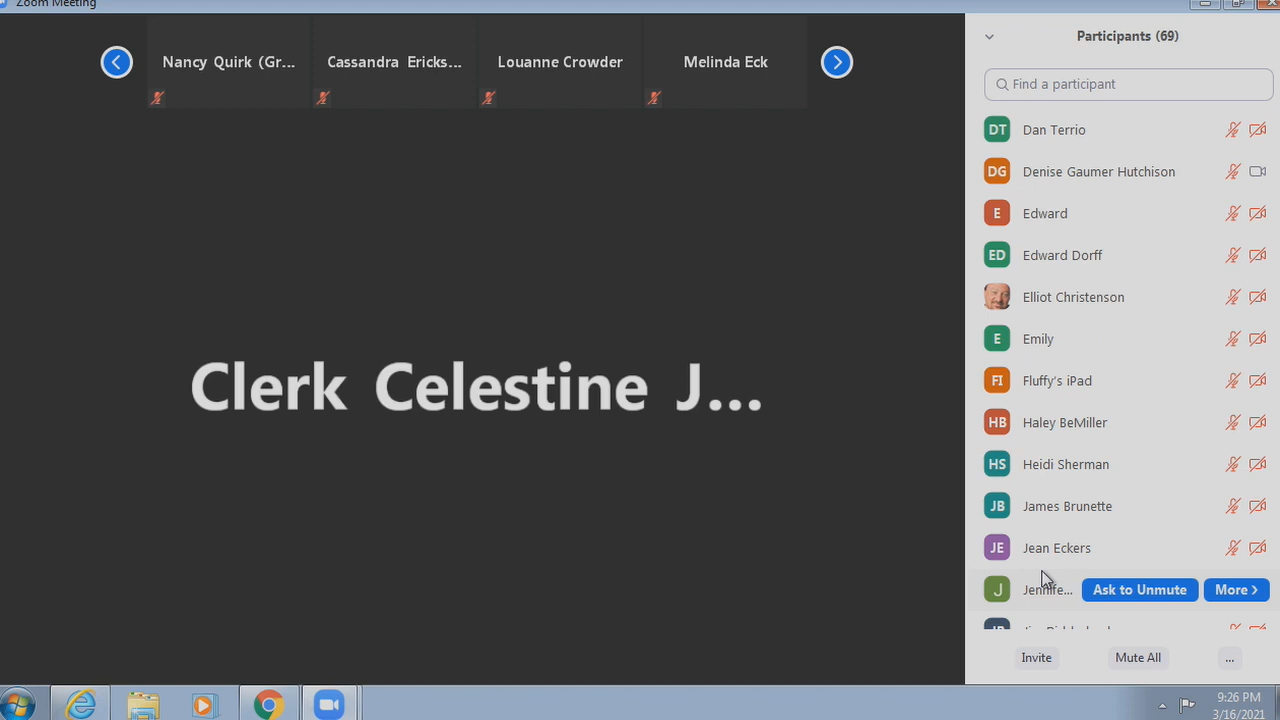 Zoom Meeting
Nancy Quirk (Gr...
Cassandra Ericks...
Louanne Crowder
Melinda Eck
Clerk Celestine J...
Participants (69)
Find a participant
DT Dan Terrio
DG Denise Gaumer Hutchison
E Edward
ED Edward Dorff
Elliot Christenson
E Emily
FI Fluffy's iPad
HB Haley BeMiller
HS Heidi Sherman
JB James Brunette
JE Jean Eckers
J Jennife... Ask to Unmute More >
Invite
Mute All
...
9:26 PM
3/16/2021